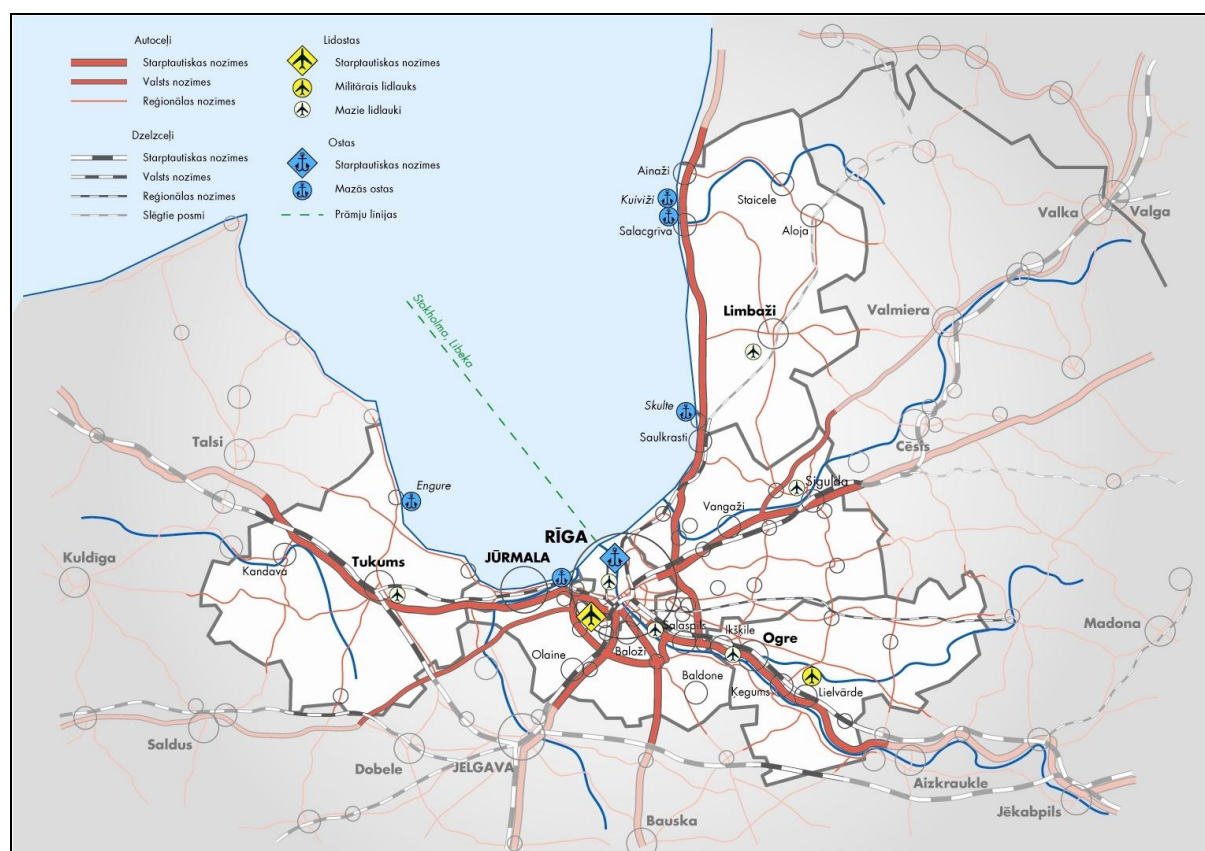 Autoceļi
Starptautiskas nozīmes
Valsts nozīmes
Reģionālas nozīmes
Dzelzceļi
Starptautiskas nozīmes
Valsts nozīmes
Reģionālas nozīmes
Slēgtie posmi
Lidostas
Starptautiskas nozīmes
Militārais lidlauks
Mazie lidlauki
Ostas
Starptautiskas nozīmes
Mazās ostas
Prāmju līnijas
Ainaži
Kuiviži
Staicele
Salacgrīva
Aloja
Valka
Valga
Stokholma, Lībeka
Limbaži
Valmiera
Skulte
Saulkrasti
Talsi
Cēsis
Sigulda
Engure
Vangaži
RĪGA
Kuldīga
Kandava
Tukums
JŪRMALA
Salaspils
Ikšķile
Ogre
Madona
Olaine
Baloži
Baldone
Ķegums
Lielvārde
Saldus
Dobele
JELGAVA
Aizkraukle
Jēkabpils
Bauska